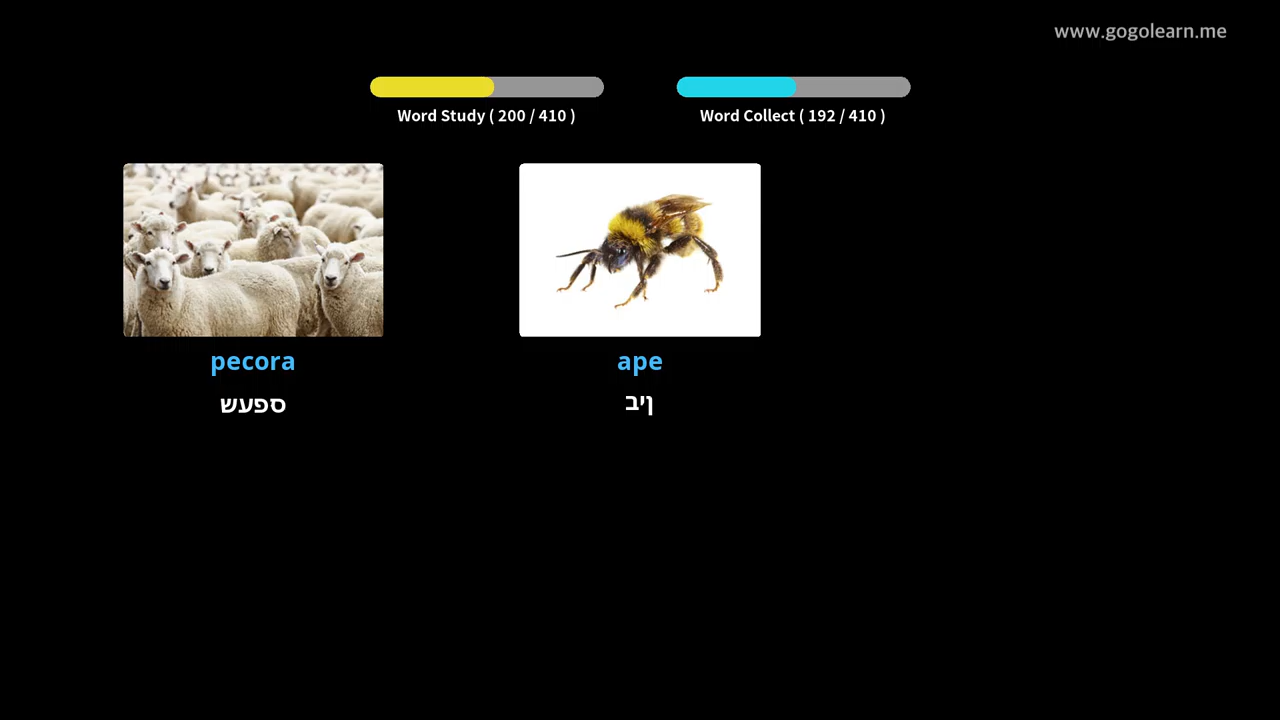 www.gogolearn.me
Word Study ( 200 / 410 )
Word Collect ( 192 / 410 )
pecora
ספעש
ape
ןיב